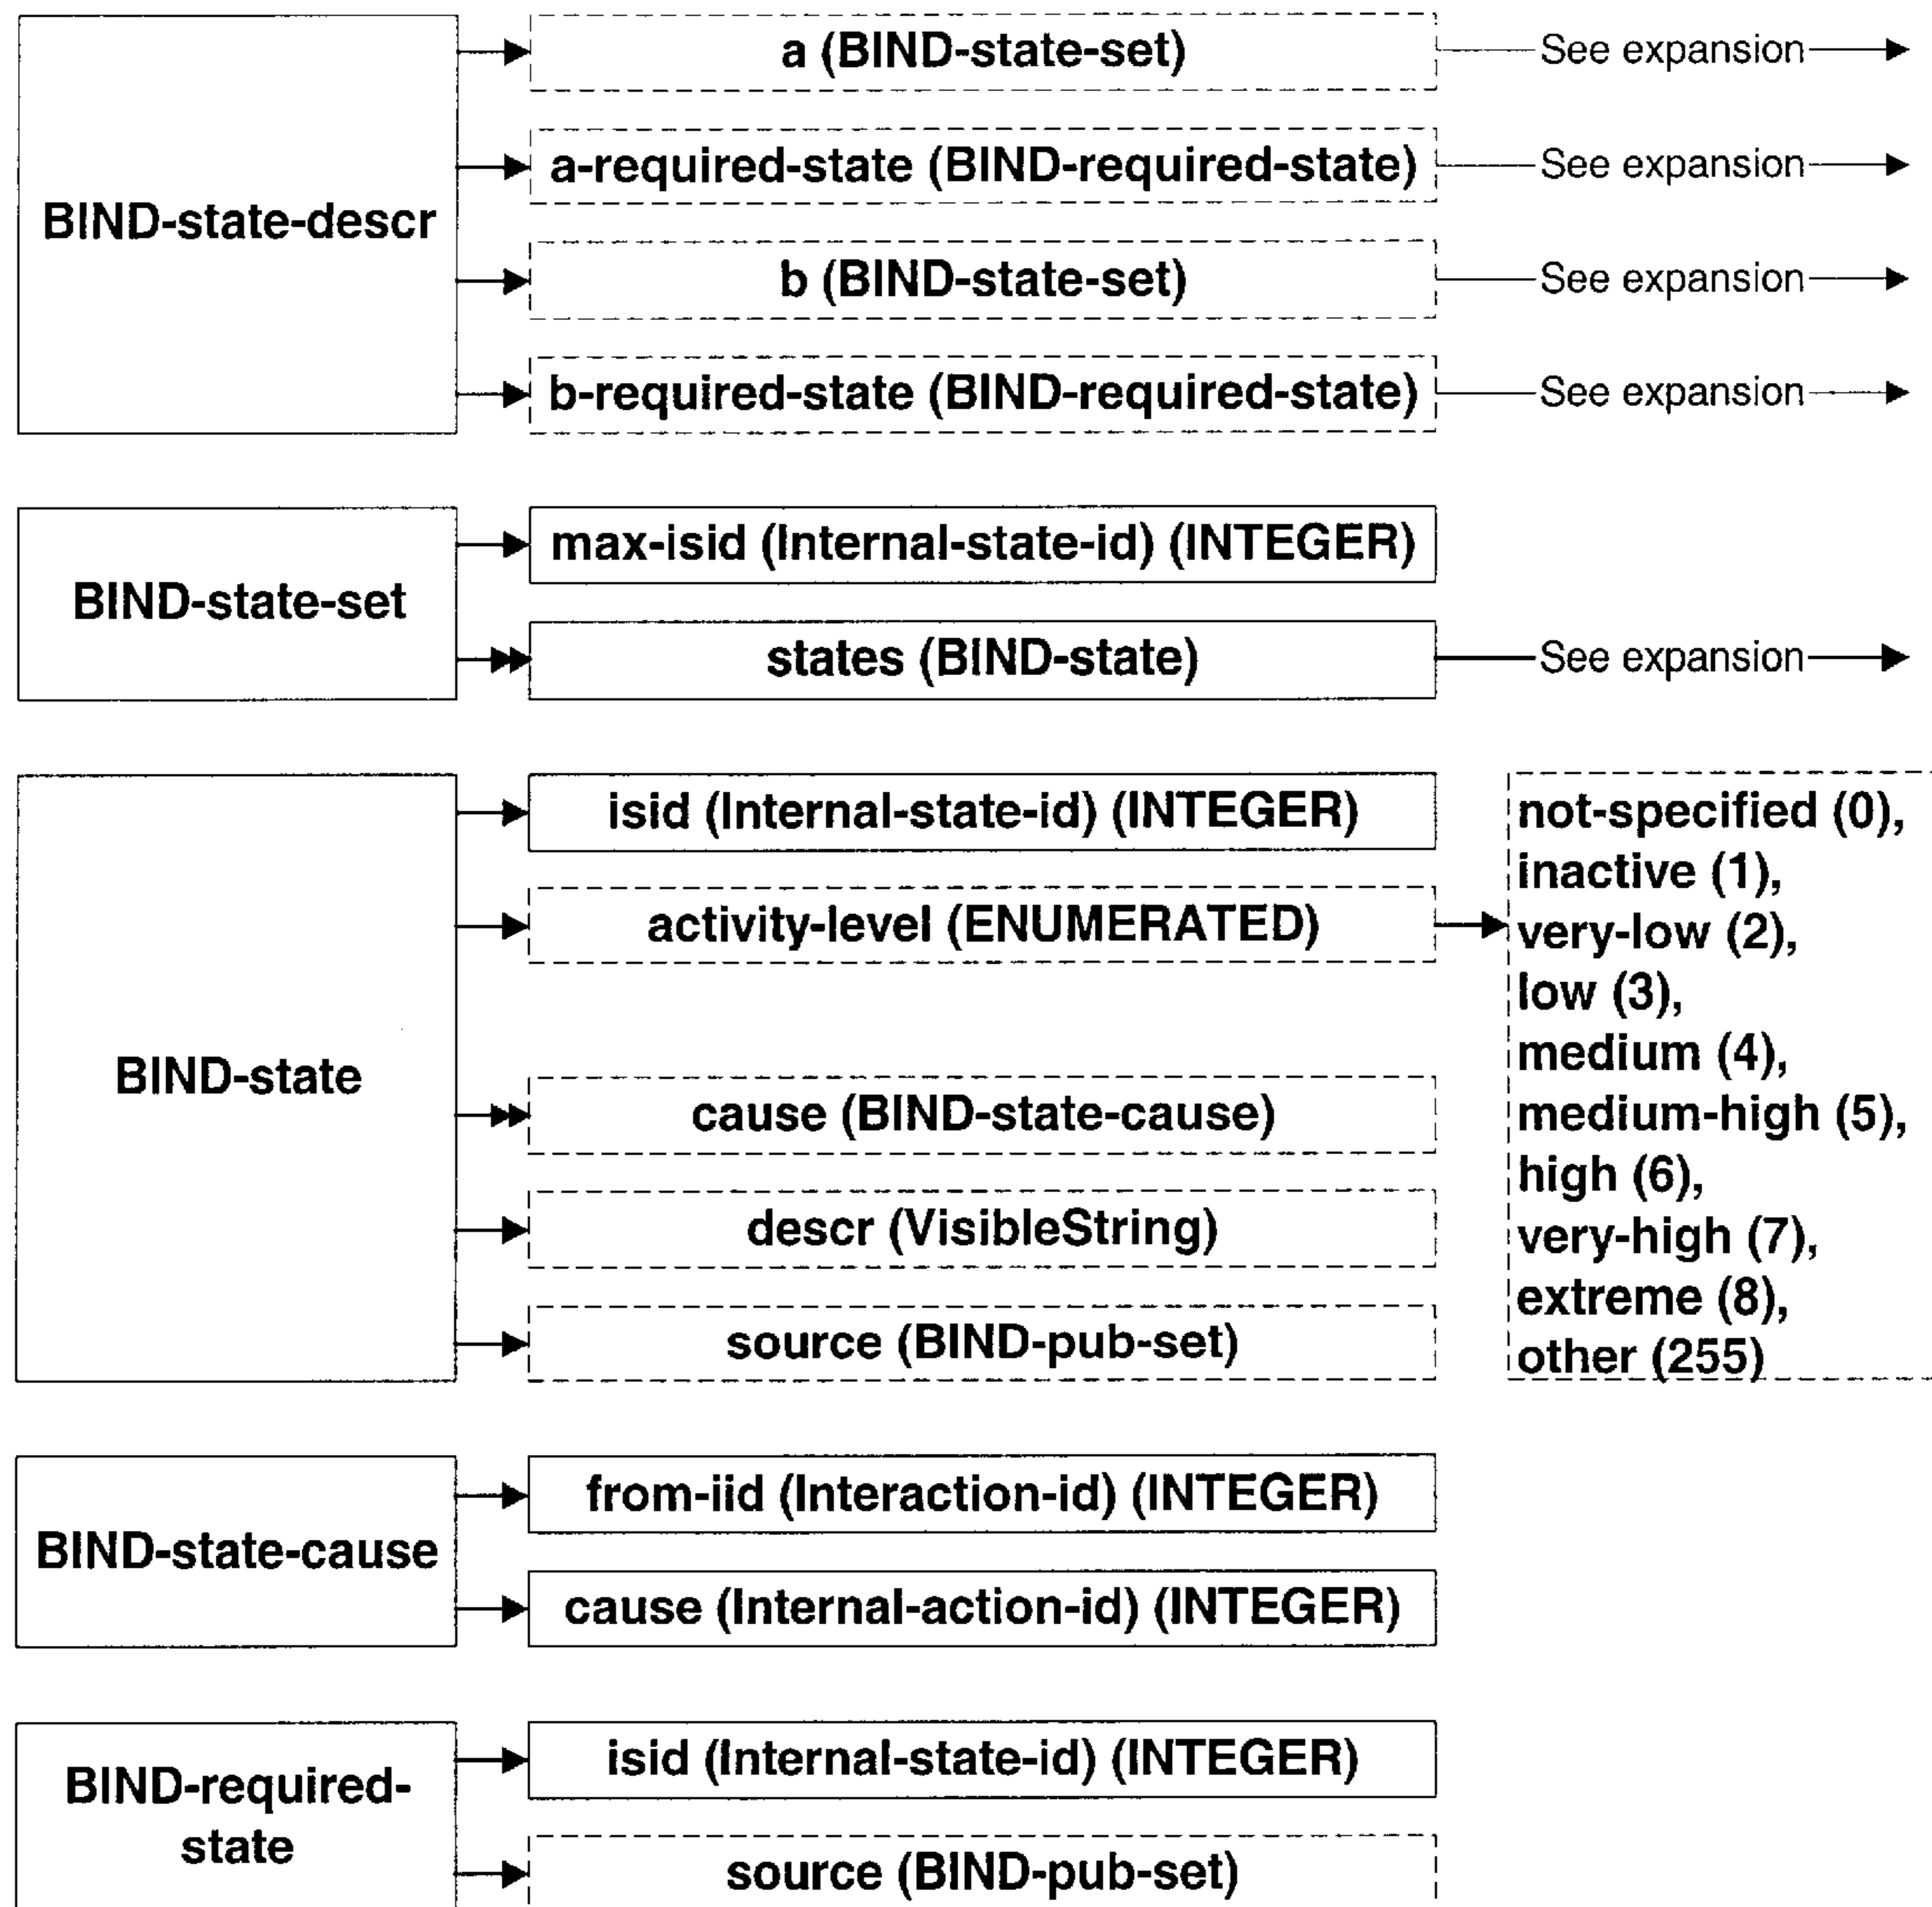 BIND-state-descr
a (BIND-state-set)
See expansion
a-required-state (BIND-required-state)
See expansion
b (BIND-state-set)
See expansion
b-required-state (BIND-required-state)
See expansion
BIND-state-set
max-isid (Internal-state-id) (INTEGER)
states (BIND-state)
See expansion
BIND-state
isid (Internal-state-id) (INTEGER)
activity-level (ENUMERATED)
not-specified (0),
inactive (1),
very-low (2),
low (3),
medium (4),
medium-high (5),
high (6),
very-high (7),
extreme (8),
other (255)
cause (BIND-state-cause)
descr (VisibleString)
source (BIND-pub-set)
BIND-state-cause
from-iid (Interaction-id) (INTEGER)
cause (Internal-action-id) (INTEGER)
BIND-required-
state
isid (Internal-state-id) (INTEGER)
source (BIND-pub-set)